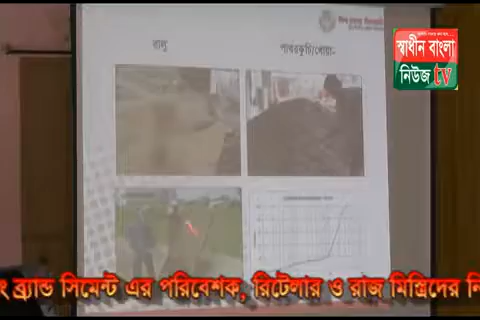 বালু
পাথরকুচি/খোয়া-
স্বাধীন বাংলা
নিউজ tv
ং ব্র্যান্ড সিমেন্ট এর পরিবেশক, রিটেলার ও রাজ মিস্ত্রিদের নি